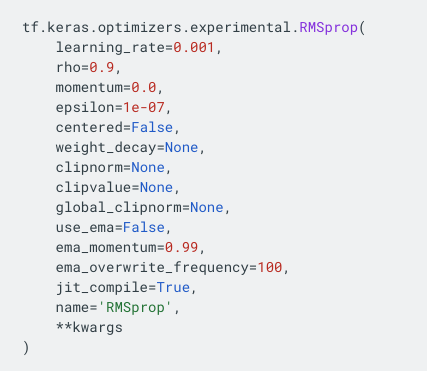 tf.keras.optimizers.experimental.RMSprop(
    learning_rate=0.001,
    rho=0.9,
    momentum=0.0,
    epsilon=1e-07,
    centered=False,
    weight_decay=None,
    clipnorm=None,
    clipvalue=None,
    global_clipnorm=None,
    use_ema=False,
    ema_momentum=0.99,
    ema_overwrite_frequency=100,
    jit_compile=True,
    name='RMSprop',
    **kwargs
)